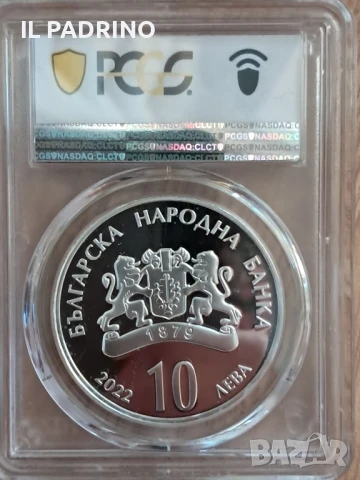 IL PADRINO
PCGS
PCGS NASDAQ:CLCT
БЪЛГАРСКА НАРОДНА БАНКА
1879
2022
10
ЛЕВА
BAZAR